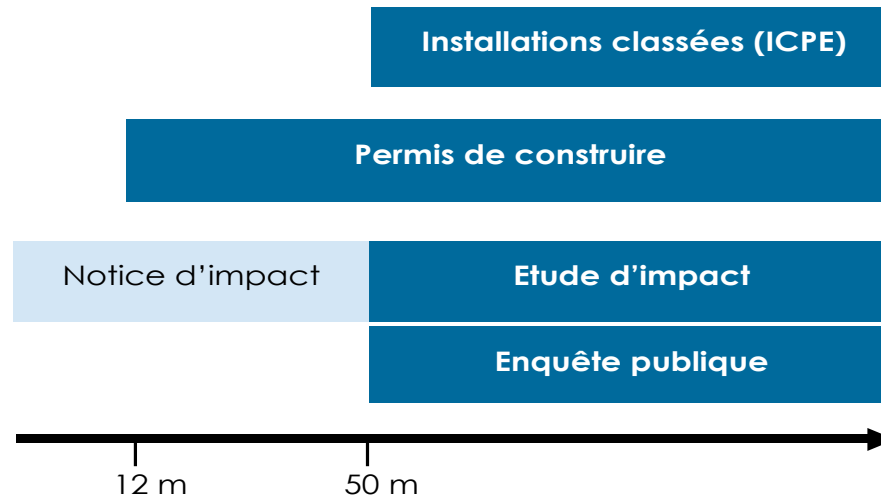 Installations classées (ICPE)
Permis de construire
Notice d'impact
Etude d'impact
Enquête publique
12 m
50 m